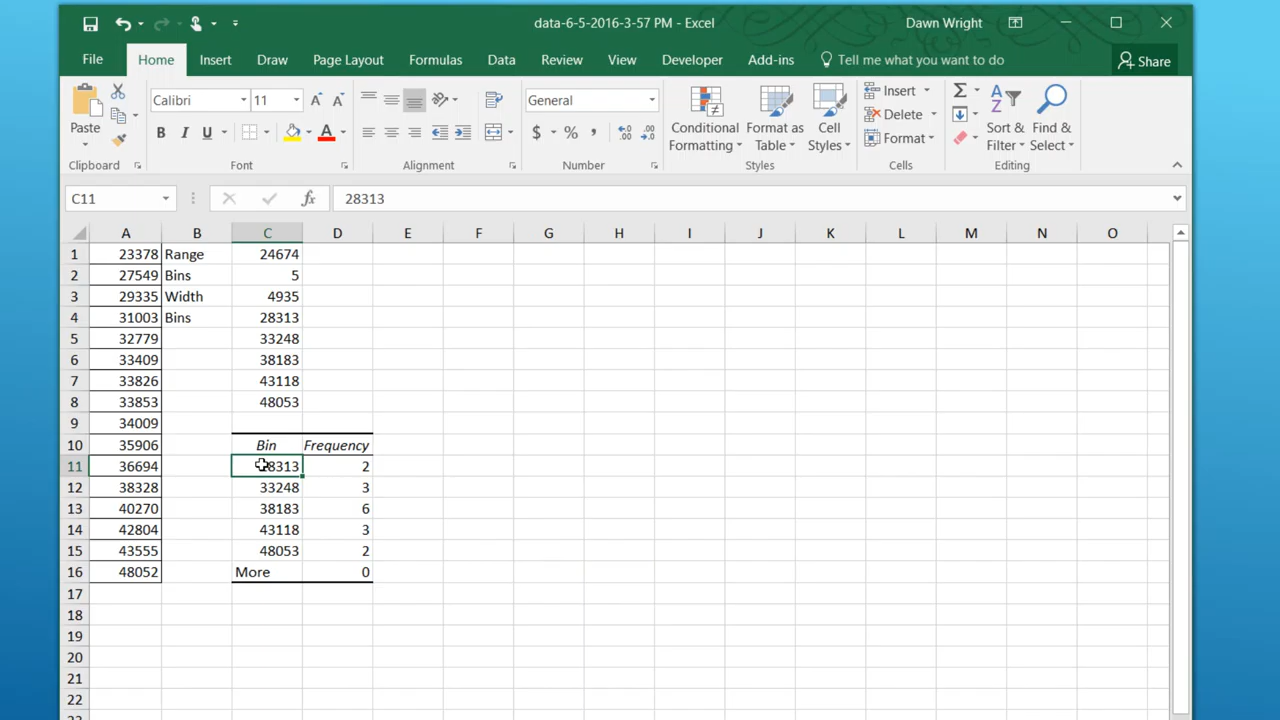 data-6-5-2016-3-57 PM - Excel
Dawn Wright
File Home Insert Draw Page Layout Formulas Data Review View Developer Add-ins Tell me what you want to do Share
Calibri 11 General Insert
Paste Delete
B I U A $ % , Conditional Formatting Format as Table Cell Styles Format Sort & Filter Find & Select
Clipboard Font Alignment Number Styles Cells Editing
C11 fx 28313
A B C D E F G H I J K L M N O
1 23378 Range 24674
2 27549 Bins 5
3 29335 Width 4935
4 31003 Bins 28313
5 32779 33248
6 33409 38183
7 33826 43118
8 33853 48053
9 34009
10 35906 Bin Frequency
11 36694 28313 2
12 38328 33248 3
13 40270 38183 6
14 42804 43118 3
15 43555 48053 2
16 48052 More 0
17
18
19
20
21
22
23